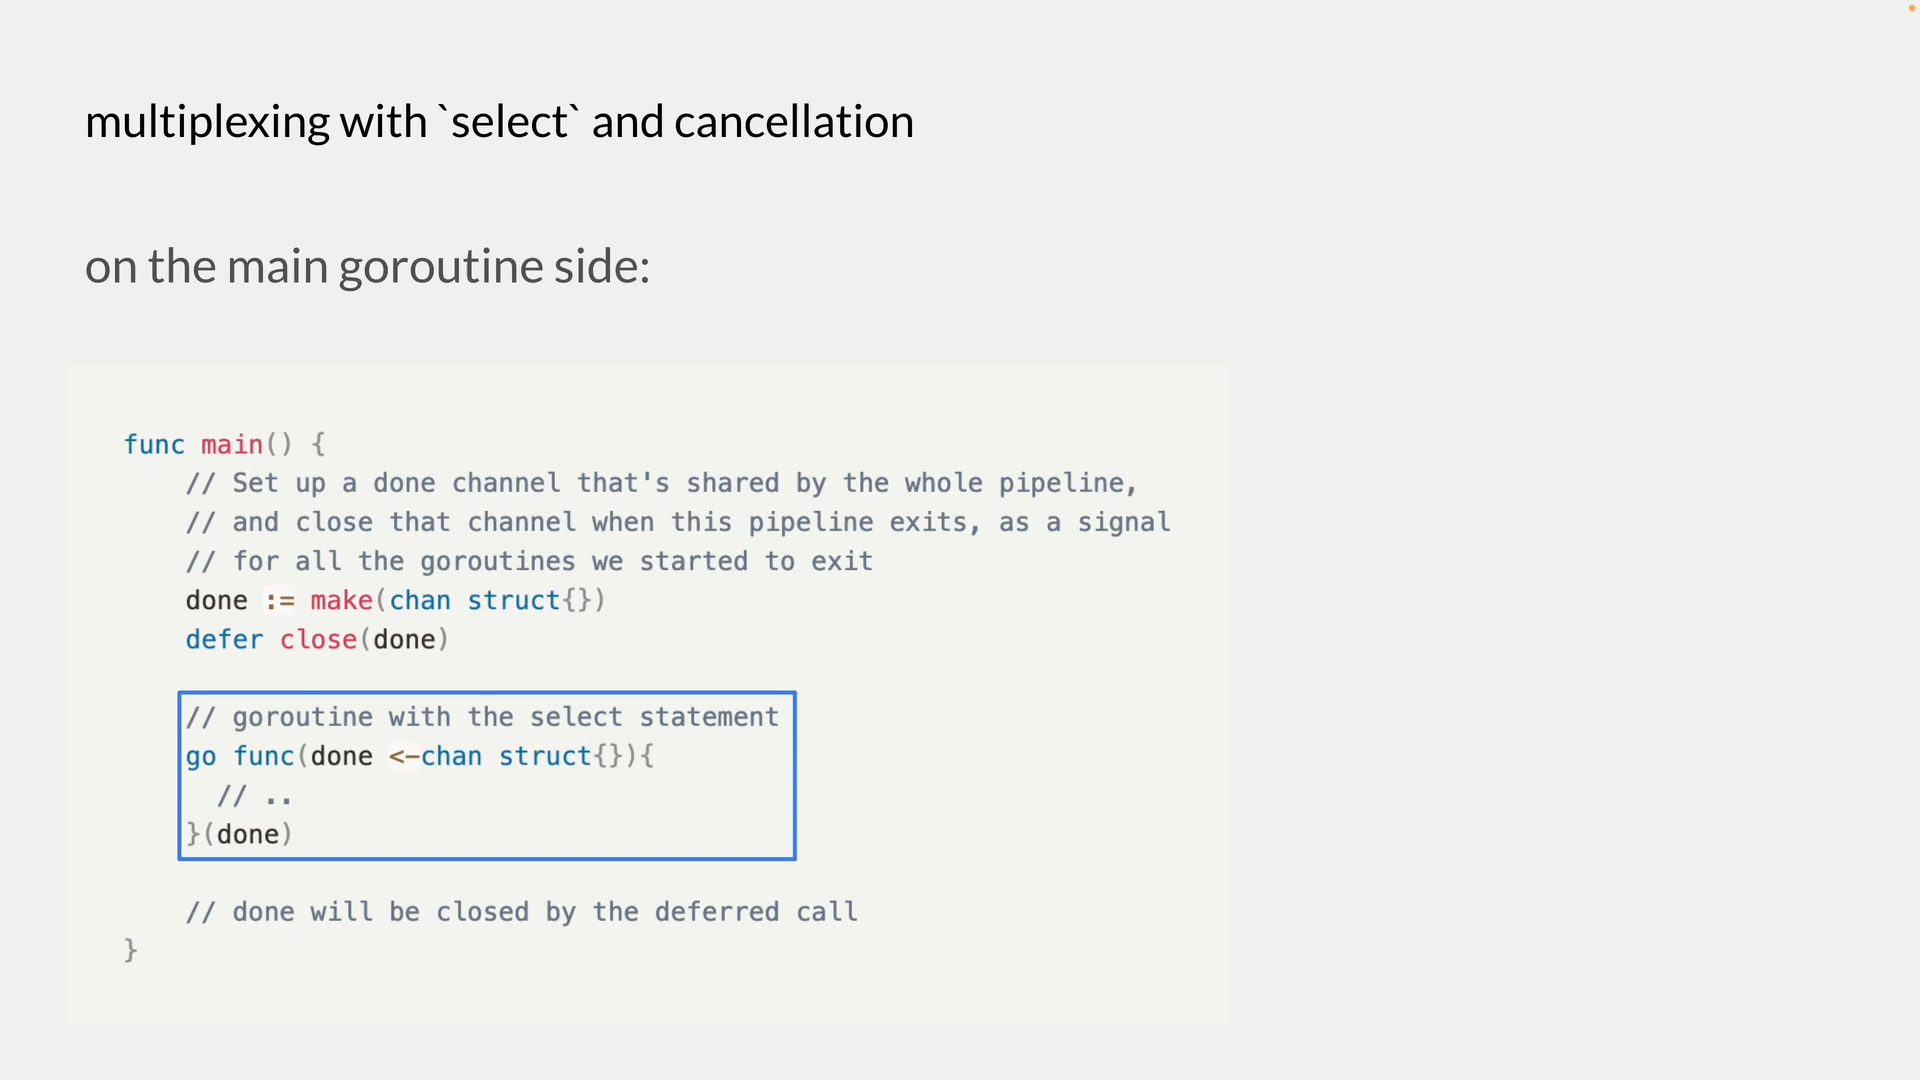 multiplexing with `select` and cancellation
on the main goroutine side:
func main() {
// Set up a done channel that's shared by the whole pipeline,
// and close that channel when this pipeline exits, as a signal
// for all the goroutines we started to exit
done := make(chan struct{})
defer close(done)
// goroutine with the select statement
go func(done <-chan struct{}){
// ..
}(done)
// done will be closed by the deferred call
}